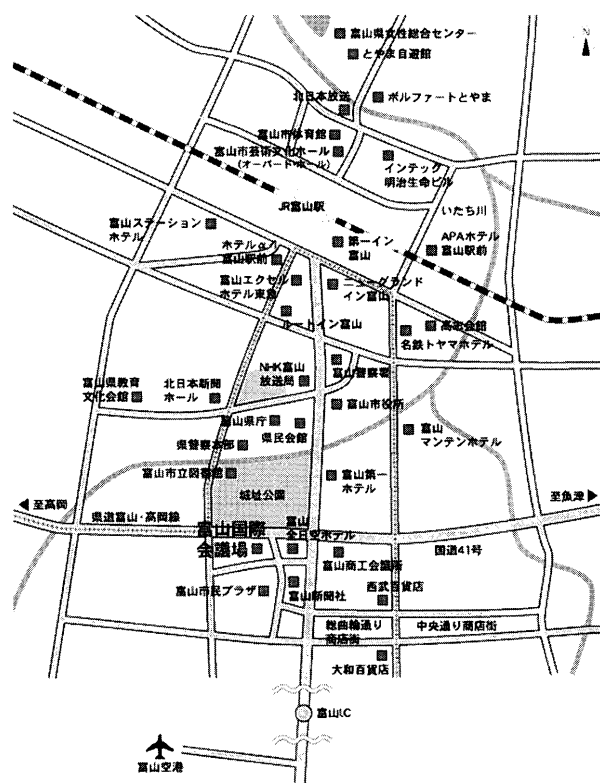 富山県女性総合センター
N
とやま自遊館
北日本放送
ボルファートとやま
富山市体育館
富山市芸術文化ホール
(オーバード・ホール)
インテック
明治生命ビル
JR富山駅
いたち川
富山ステーション
ホテル
ホテルα-1
富山駅前
第一イン
富山
APAホテル
富山駅前
富山エクセル
ホテル東急
ニューグランド
イン富山
ルートイン富山
高志会館
名鉄トヤマホテル
NHK富山
放送局
富山警察署
富山県教育
文化会館
北日本新聞
ホール
富山市役所
富山県庁
県民会館
富山
マンテンホテル
県警察本部
富山市立図書館
富山第一
ホテル
城址公園
至高岡
至魚津
県道富山・高岡線
富山国際
会議場
富山
全日空ホテル
国道41号
富山商工会議所
富山市民プラザ
富山新聞社
西武百貨店
総曲輪通り
商店街
中央通り商店街
大和百貨店
富山I.C
富山空港